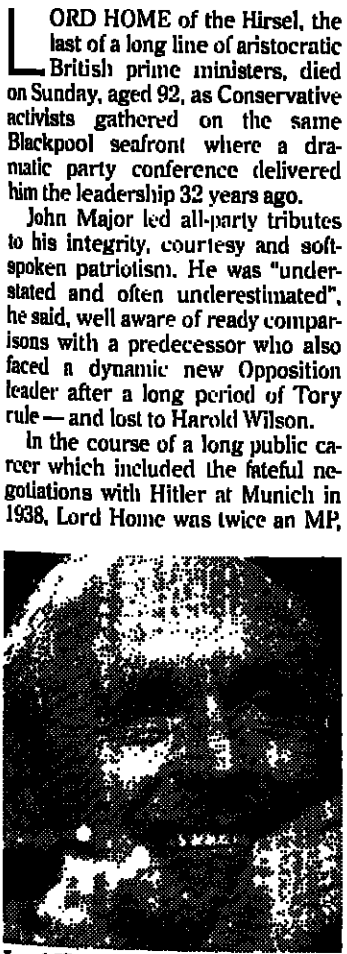 LORD HOME of the Hirsel, the
last of a long line of aristocratic
British prime ministers, died
on Sunday, aged 92, as Conservative
activists gathered on the same
Blackpool seafront where a dra-
matic party conference delivered
him the leadership 32 years ago.
John Major led all-party tributes
to his integrity, courtesy and soft-
spoken patriotism. He was "under-
stated and often underestimated",
he said, well aware of ready compar-
isons with a predecessor who also
faced a dynamic new Opposition
leader after a long period of Tory
rule — and lost to Harold Wilson.
In the course of a long public ca-
reer which included the fateful ne-
gotiations with Hitler at Munich in
1938, Lord Home was twice an MP,